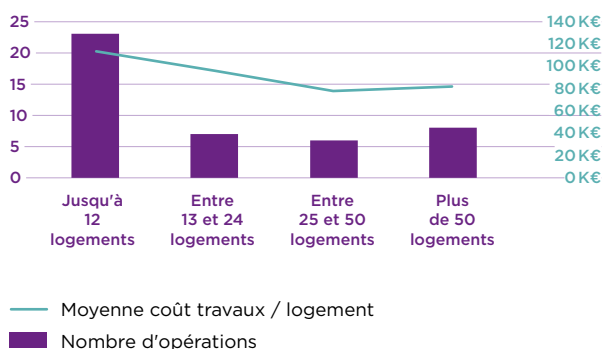 25
20
15
10
5
0
140 K€
120 K€
100 K€
80 K€
60 K€
40 K€
20 K€
0 K€
Jusqu'à
12
logements
Entre
13 et 24
logements
Entre
25 et 50
logements
Plus
de 50
logements
Moyenne coût travaux / logement
Nombre d'opérations